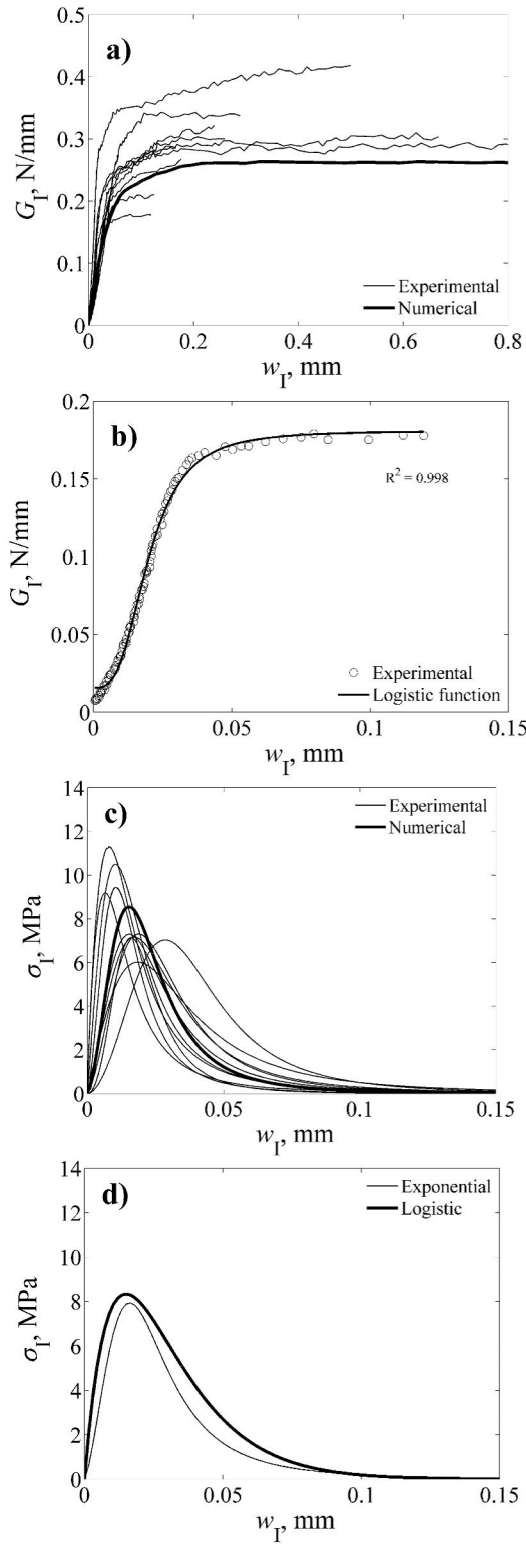 a)
0.5
0.4
0.3
0.2
0.1
0
G_I, N/mm
Experimental
Numerical
0 0.2 0.4 0.6 0.8
w_I, mm
b)
0.2
0.15
0.1
0.05
0
G_I, N/mm
R² = 0.998
Experimental
Logistic function
0 0.05 0.1 0.15
w_I, mm
c)
14
12
10
8
6
4
2
0
σ_I, MPa
Experimental
Numerical
0 0.05 0.1 0.15
w_I, mm
d)
14
12
10
8
6
4
2
0
σ_I, MPa
Exponential
Logistic
0 0.05 0.1 0.15
w_I, mm